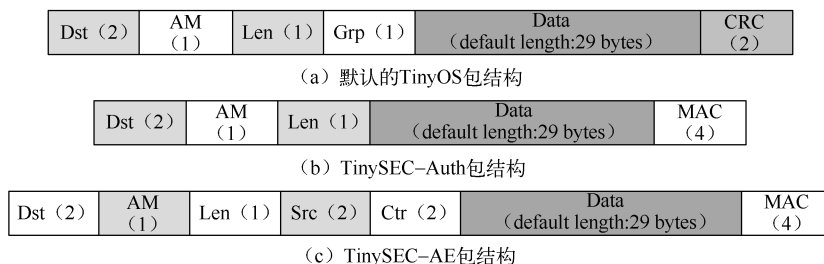 Dst（2） AM（1） Len（1） Grp（1） Data（default length:29 bytes） CRC（2）
（a）默认的TinyOS包结构
Dst（2） AM（1） Len（1） Data（default length:29 bytes） MAC（4）
（b）TinySEC-Auth包结构
Dst（2） AM（1） Len（1） Src（2） Ctr（2） Data（default length:29 bytes） MAC（4）
（c）TinySEC-AE包结构